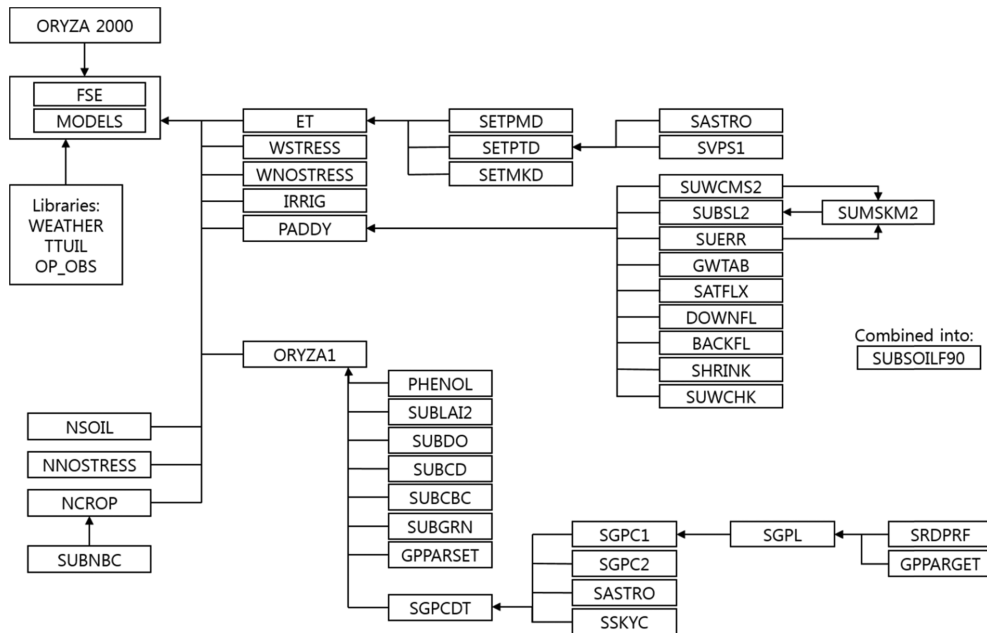 ORYZA 2000
FSE
MODELS
Libraries:
WEATHER
TTUIL
OP_OBS
ET
WSTRESS
WNOSTRESS
IRRIG
PADDY
SETPMD
SETPTD
SETMKD
SASTRO
SVPS1
SUWCMS2
SUBSL2
SUERR
GWTAB
SATFLX
DOWNFL
BACKFL
SHRINK
SUWCHK
SUMSKM2
Combined into:
SUBSOILF90
ORYZA1
PHENOL
SUBLAI2
SUBDO
SUBCD
SUBCBC
SUBGRN
GPPARSET
SGPCDT
NSOIL
NNOSTRESS
NCROP
SUBNBC
SGPC1
SGPC2
SASTRO
SSKYC
SGPL
SRDPRF
GPPARGET